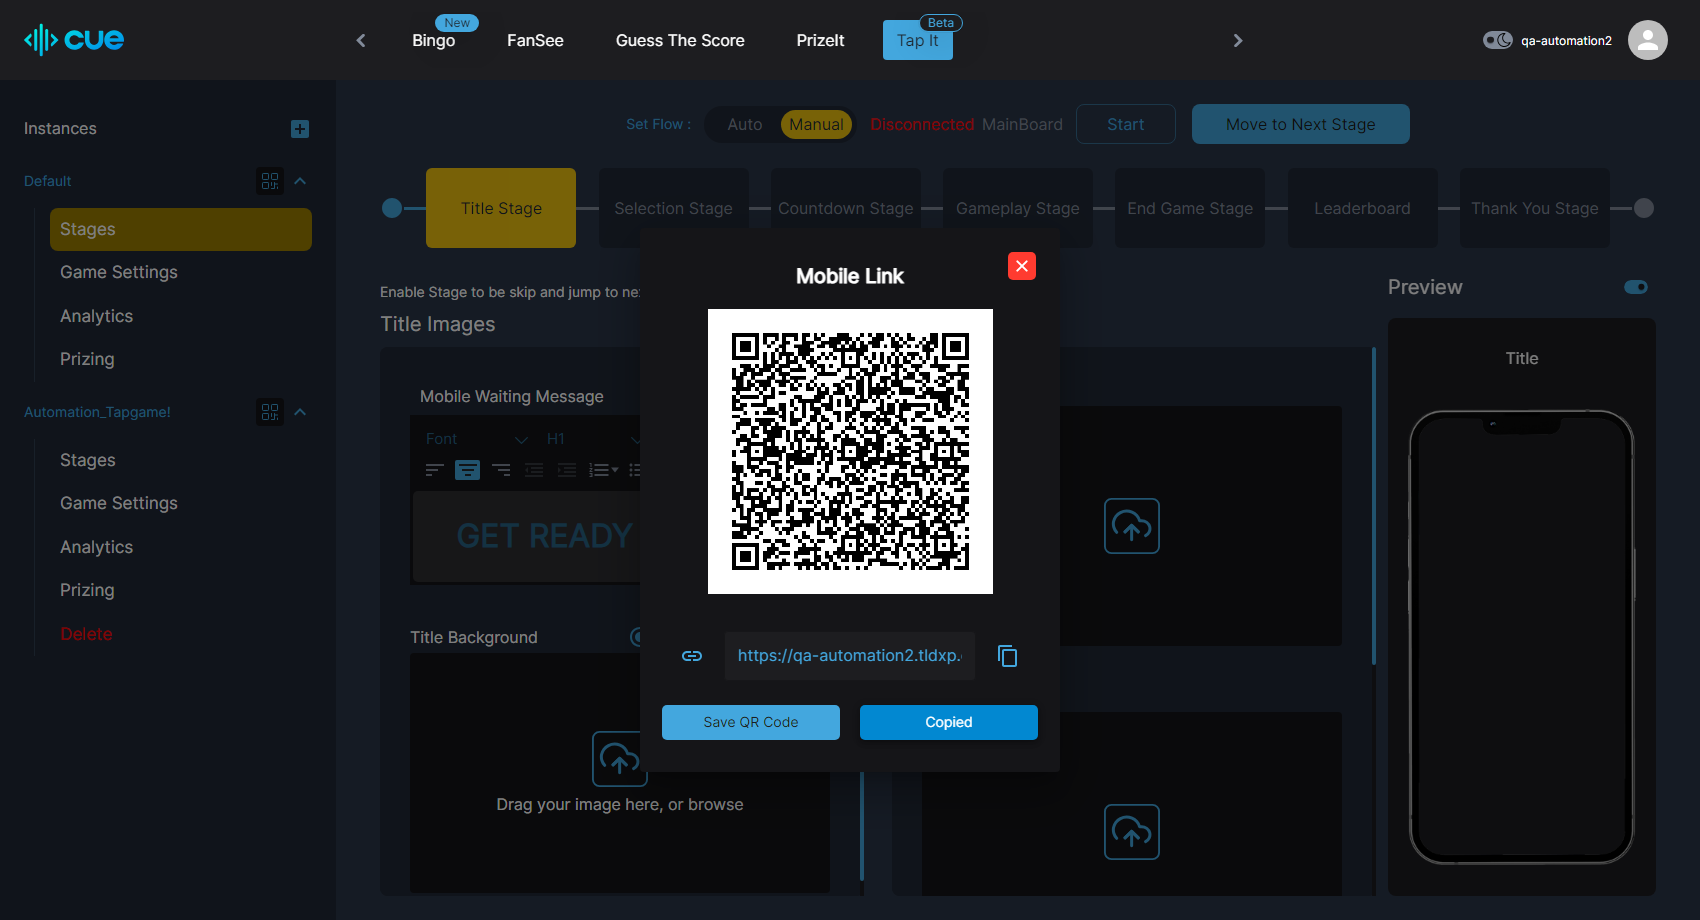 cue
Bingo
New
FanSee
Guess The Score
PrizeIt
Tap It
Beta
qa-automation2
Instances
Default
Stages
Game Settings
Analytics
Prizing
Automation_Tapgame!
Stages
Game Settings
Analytics
Prizing
Delete
Set Flow :
Auto
Manual
Disconnected MainBoard
Start
Move to Next Stage
Title Stage
Selection Stage
Countdown Stage
Gameplay Stage
End Game Stage
Leaderboard
Thank You Stage
Enable Stage to be skip and jump to ne
Title Images
Mobile Waiting Message
Font
H1
GET READY
Title Background
Drag your image here, or browse
Mobile Link
https://qa-automation2.tldxp.
Save QR Code
Copied
Preview
Title